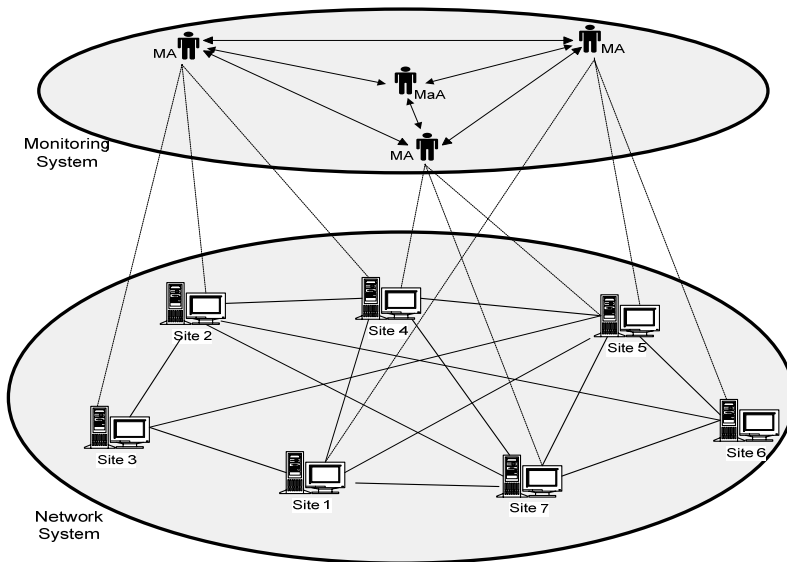 MA
MA
MaA
MA
Monitoring
System
Site 2
Site 4
Site 5
Site 3
Site 6
Site 1
Site 7
Network
System